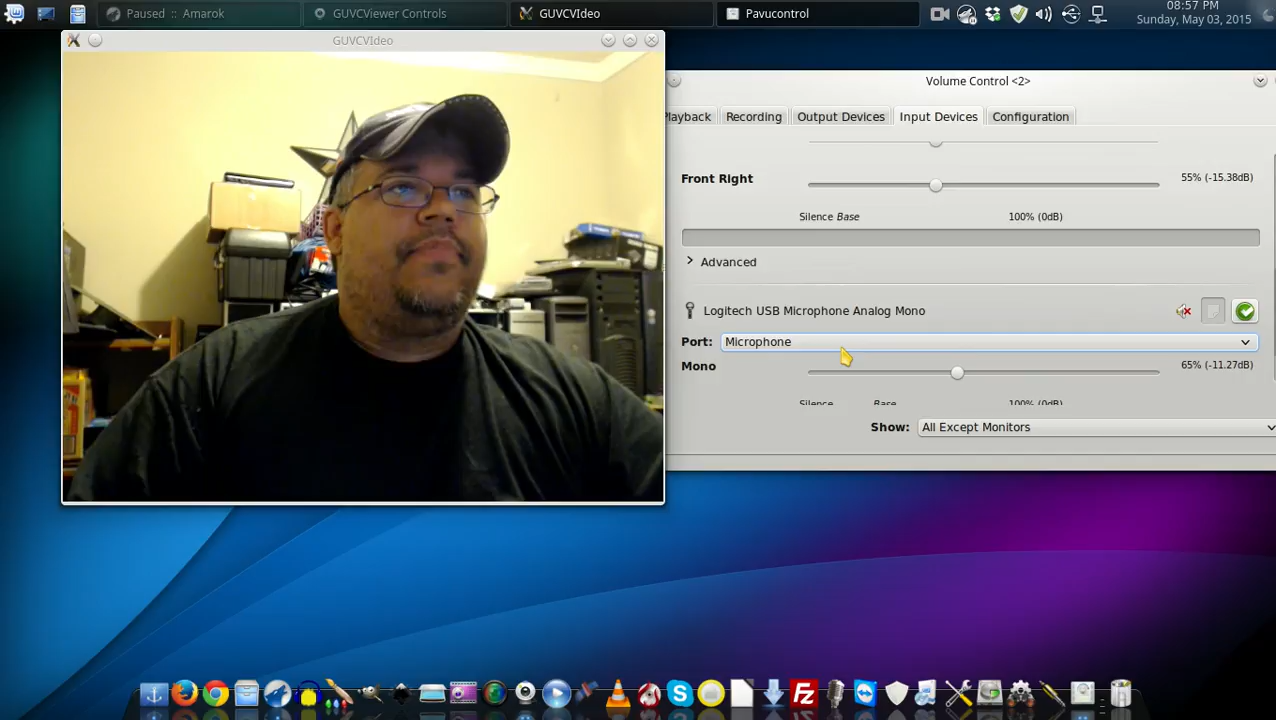 Paused :: Amarok
GUVCViewer Controls
GUVCVIdeo
Pavucontrol
08:57 PM
Sunday, May 03, 2015
GUVCVIdeo
Volume Control <2>
Playback Recording Output Devices Input Devices Configuration
Front Right 55% (-15.38dB)
Silence Base 100% (0dB)
Advanced
Logitech USB Microphone Analog Mono
Port: Microphone
Mono 65% (-11.27dB)
Silence Base 100% (0dB)
Show: All Except Monitors
Fz